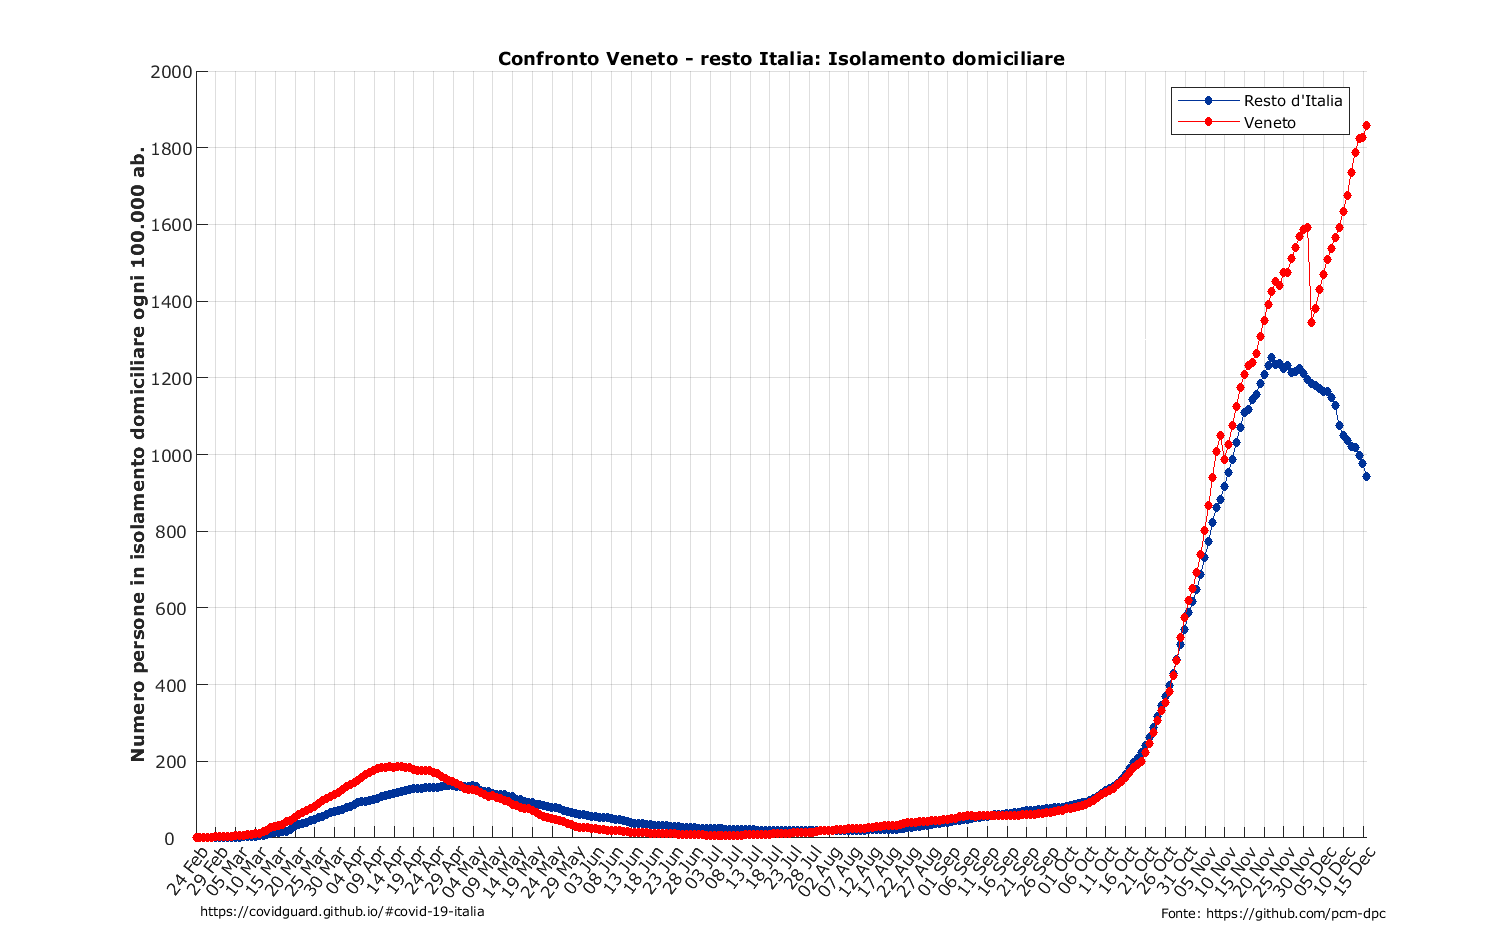 Confronto Veneto - resto Italia: Isolamento domiciliare
Resto d'Italia
Veneto
Numero persone in isolamento domiciliare ogni 100.000 ab.
2000
1800
1600
1400
1200
1000
800
600
400
200
0
24 Feb
29 Feb
05 Mar
10 Mar
15 Mar
20 Mar
25 Mar
30 Mar
04 Apr
09 Apr
14 Apr
19 Apr
24 Apr
29 Apr
04 May
09 May
14 May
19 May
24 May
29 May
03 Jun
08 Jun
13 Jun
18 Jun
23 Jun
28 Jun
03 Jul
08 Jul
13 Jul
18 Jul
23 Jul
28 Jul
02 Aug
07 Aug
12 Aug
17 Aug
22 Aug
27 Aug
01 Sep
06 Sep
11 Sep
16 Sep
21 Sep
26 Sep
01 Oct
06 Oct
11 Oct
16 Oct
21 Oct
26 Oct
31 Oct
05 Nov
10 Nov
15 Nov
20 Nov
25 Nov
30 Nov
05 Dec
10 Dec
15 Dec
https://covidguard.github.io/#covid-19-italia
Fonte: https://github.com/pcm-dpc